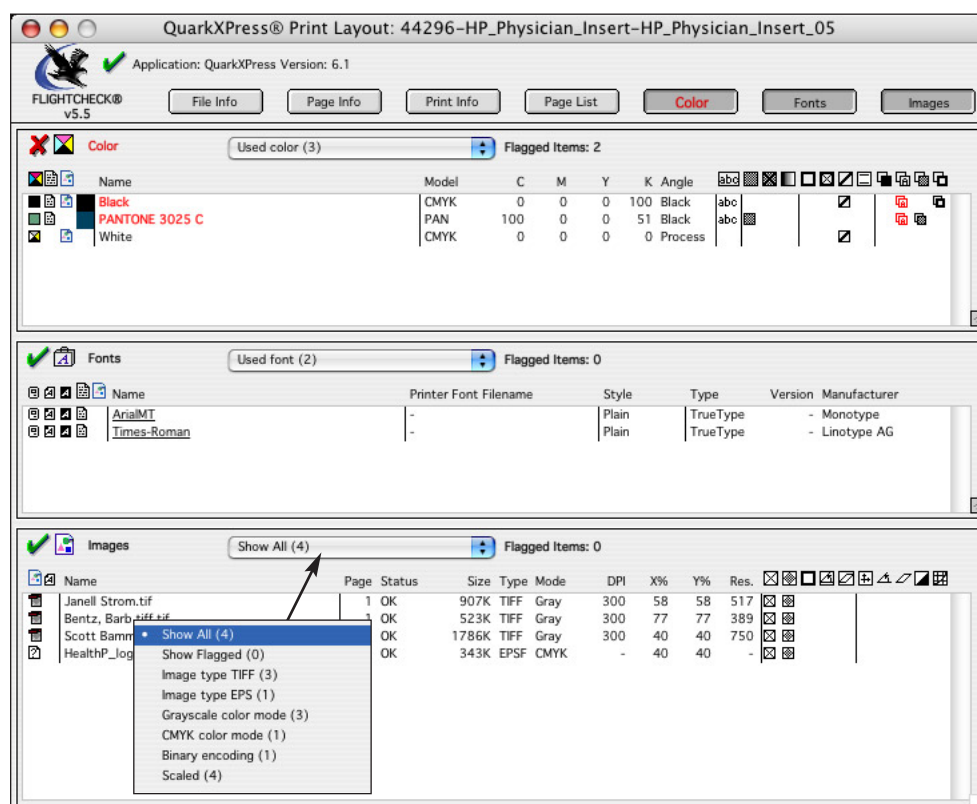 QuarkXPress® Print Layout: 44296-HP_Physician_Insert-HP_Physician_Insert_05
Application: QuarkXPress Version: 6.1
FLIGHTCHECK®
v5.5
File Info Page Info Print Info Page List Color Fonts Images
Color Used color (3) Flagged Items: 2
Name Model C M Y K Angle abc
Black CMYK 0 0 0 100 Black abc
PANTONE 3025 C PAN 100 0 0 51 Black abc
White CMYK 0 0 0 0 Process
Fonts Used font (2) Flagged Items: 0
Name Printer Font Filename Style Type Version Manufacturer
ArialMT - Plain TrueType - Monotype
Times-Roman - Plain TrueType - Linotype AG
Images Show All (4) Flagged Items: 0
Name Page Status Size Type Mode DPI X% Y% Res.
Janell Strom.tif 1 OK 907K TIFF Gray 300 58 58 517
Bentz, Barb.tiff.tif 1 OK 523K TIFF Gray 300 77 77 389
Scott Bamm OK 1786K TIFF Gray 300 40 40 750
HealthP_log OK 343K EPSF CMYK - 40 40 -
• Show All (4)
Show Flagged (0)
Image type TIFF (3)
Image type EPS (1)
Grayscale color mode (3)
CMYK color mode (1)
Binary encoding (1)
Scaled (4)